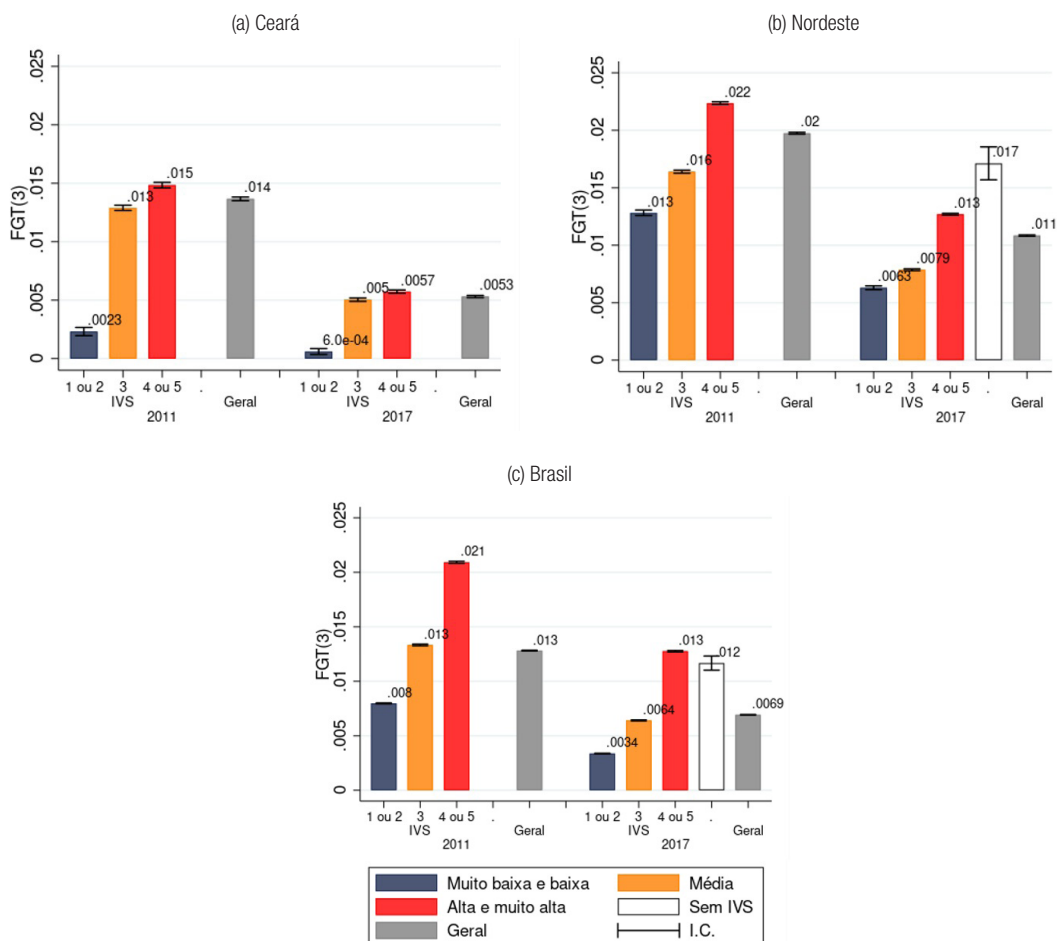 (a) Ceará
FGT(3)
.025
.02
.015
.01
.005
0
.0023
.013
.015
.014
6.0e-04
.005
.0057
.0053
1 ou 2 3 4 ou 5 . 1 ou 2 3 4 ou 5 .
IVS Geral IVS Geral
2011 2017
(b) Nordeste
FGT(3)
.025
.02
.015
.01
.005
0
.013
.016
.022
.02
.0063
.0079
.013
.017
.011
1 ou 2 3 4 ou 5 . 1 ou 2 3 4 ou 5 .
IVS Geral IVS Geral
2011 2017
(c) Brasil
FGT(3)
.025
.02
.015
.01
.005
0
.008
.013
.021
.013
.0034
.0064
.013
.012
.0069
1 ou 2 3 4 ou 5 . 1 ou 2 3 4 ou 5 .
IVS Geral IVS Geral
2011 2017
Muito baixa e baixa Média
Alta e muito alta Sem IVS
Geral I.C.